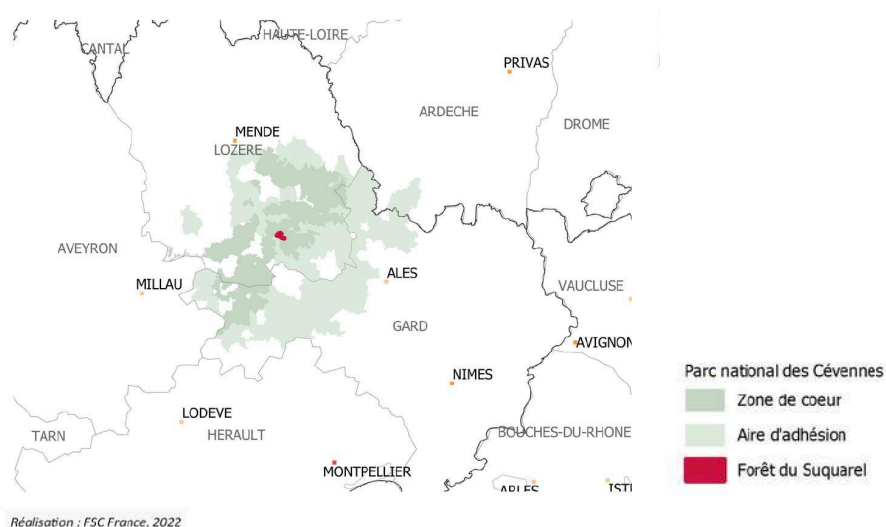 CANTAL
HAUTE-LOIRE
PRIVAS
ARDECHE
DROME
MENDE
LOZERE
AVEYRON
MILLAU
ALES
VAUCLUSE
GARD
AVIGNON
NIMES
LODEVE
TARN
HERAULT
BOUCHES-DU-RHONE
MONTPELLIER
ARLES
ISTI
Parc national des Cévennes
Zone de coeur
Aire d'adhésion
Forêt du Suquarel
Réalisation : FSC France, 2022